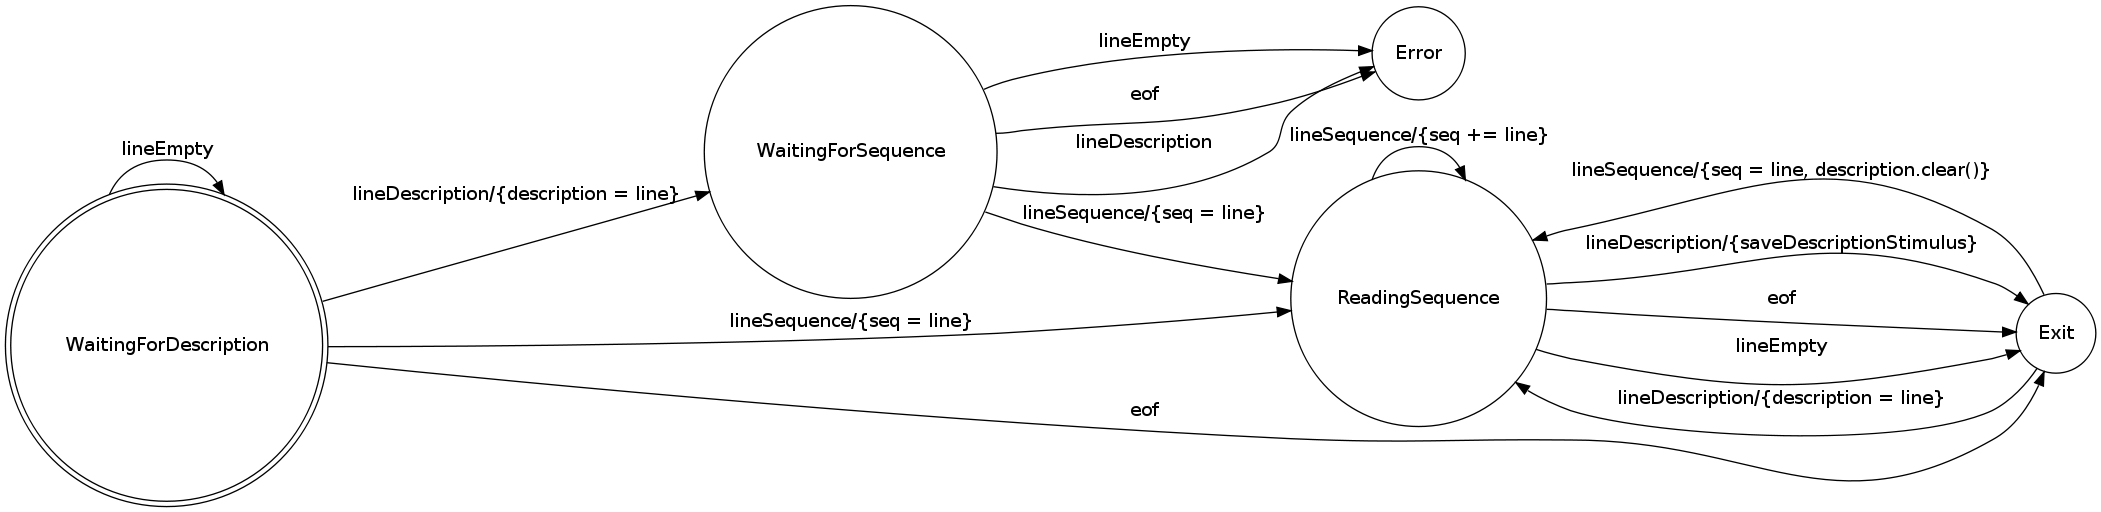 lineEmpty
Error
eof
lineDescription
lineSequence/{seq += line}
lineEmpty
WaitingForSequence
lineSequence/{seq = line, description.clear()}
lineDescription/{description = line}
lineSequence/{seq = line}
lineDescription/{saveDescriptionStimulus}
ReadingSequence
eof
lineSequence/{seq = line}
Exit
WaitingForDescription
lineEmpty
lineDescription/{description = line}
eof